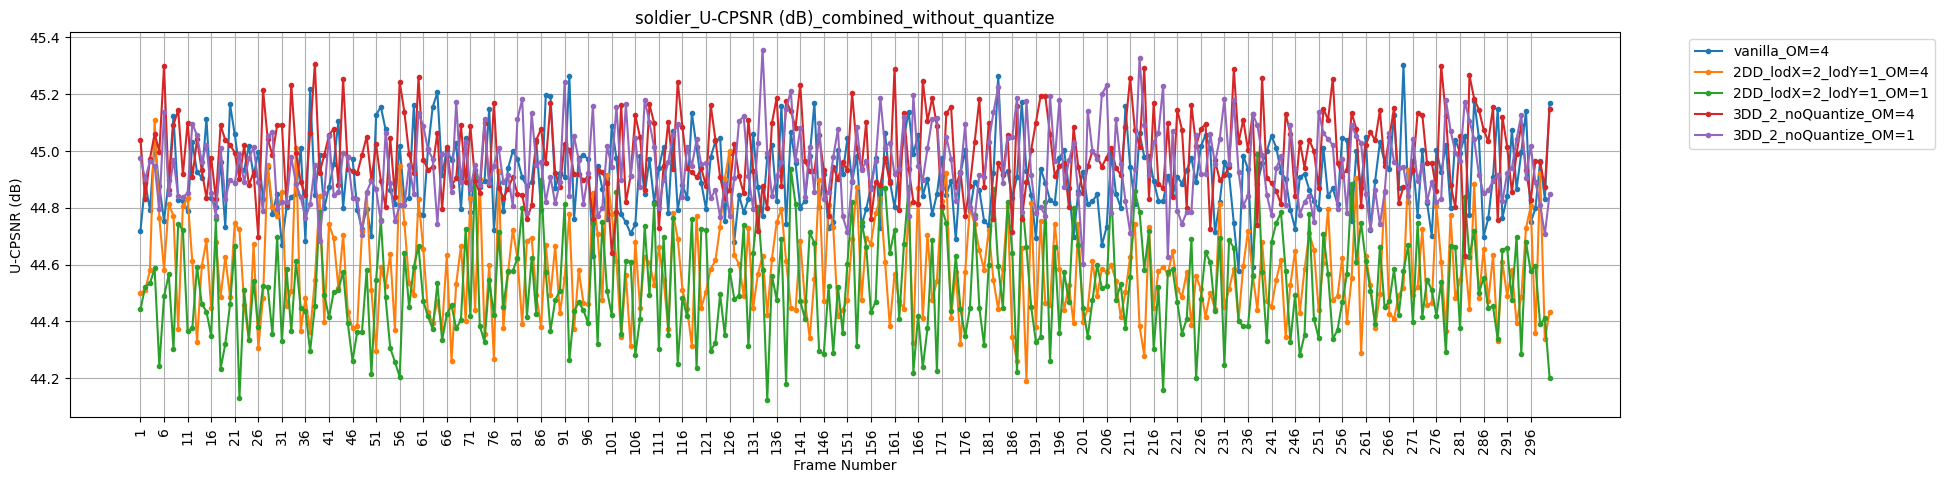 soldier_U-CPSNR (dB)_combined_without_quantize
45.4
45.2
45.0
44.8
44.6
44.4
44.2
U-CPSNR (dB)
1 6 11 16 21 26 31 36 41 46 51 56 61 66 71 76 81 86 91 96 101 106 111 116 121 126 131 136 141 146 151 156 161 166 171 176 181 186 191 196 201 206 211 216 221 226 231 236 241 246 251 256 261 266 271 276 281 286 291 296
Frame Number
vanilla_OM=4
2DD_lodX=2_lodY=1_OM=4
2DD_lodX=2_lodY=1_OM=1
3DD_2_noQuantize_OM=4
3DD_2_noQuantize_OM=1